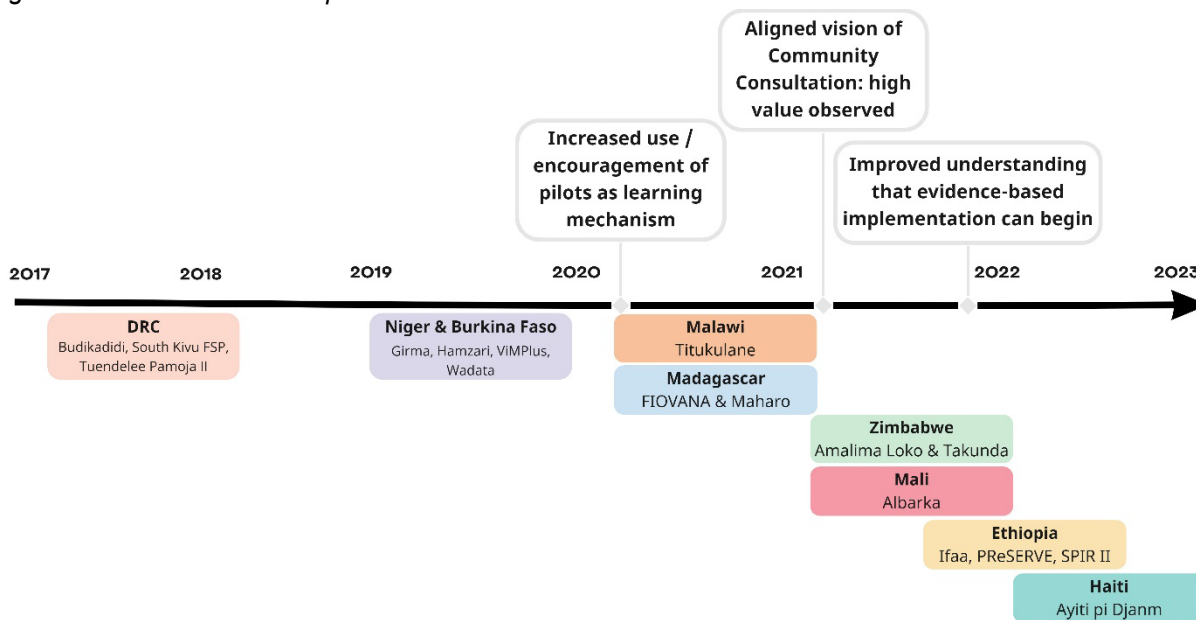 Aligned vision of
Community
Consultation: high
value observed
Increased use /
encouragement of
pilots as learning
mechanism
Improved understanding
that evidence-based
implementation can begin
2017
2018
2019
2020
2021
2022
2023
DRC
Budikadidi, South Kivu FSP,
Tuendelee Pamoja II
Niger & Burkina Faso
Girma, Hamzari, ViMPlus,
Wadata
Malawi
Titukulane
Madagascar
FIOVANA & Maharo
Zimbabwe
Amalima Loko & Takunda
Mali
Albarka
Ethiopia
Ifaa, PReSERVE, SPIR II
Haiti
Ayiti pi Djanm